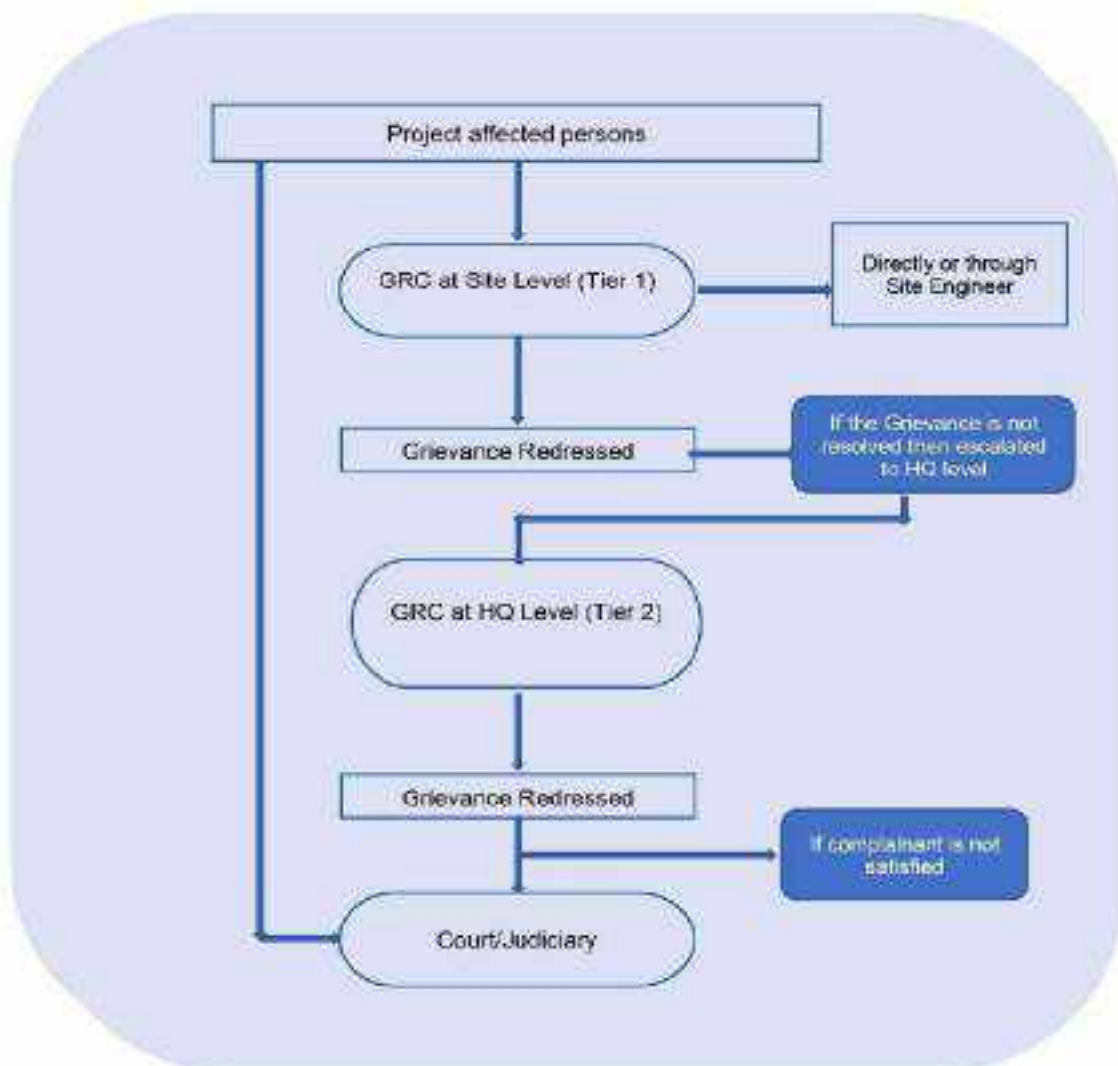 Project affected persons
GRC at Site Level (Tier 1)
Directly or through
Site Engineer
Grievance Redressed
If the Grievance is not
resolved then escalated
to HQ level
GRC at HQ Level (Tier 2)
Grievance Redressed
If complainant is not
satisfied
Court/Judiciary